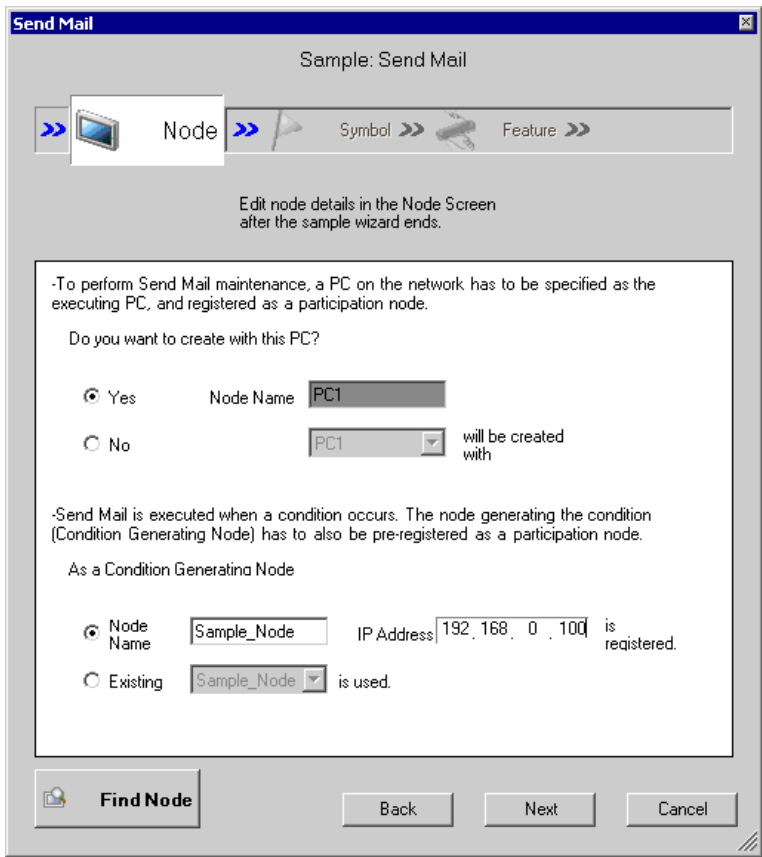 Send Mail
Sample: Send Mail
Node
Symbol
Feature
Edit node details in the Node Screen
after the sample wizard ends.
-To perform Send Mail maintenance, a PC on the network has to be specified as the
executing PC, and registered as a participation node.
Do you want to create with this PC?
Yes Node Name PC1
No PC1 will be created
with
-Send Mail is executed when a condition occurs. The node generating the condition
(Condition Generating Node) has to also be pre-registered as a participation node.
As a Condition Generating Node
Node
Name Sample_Node IP Address 192 . 168 . 0 . 100 is
registered.
Existing Sample_Node is used.
Find Node Back Next Cancel